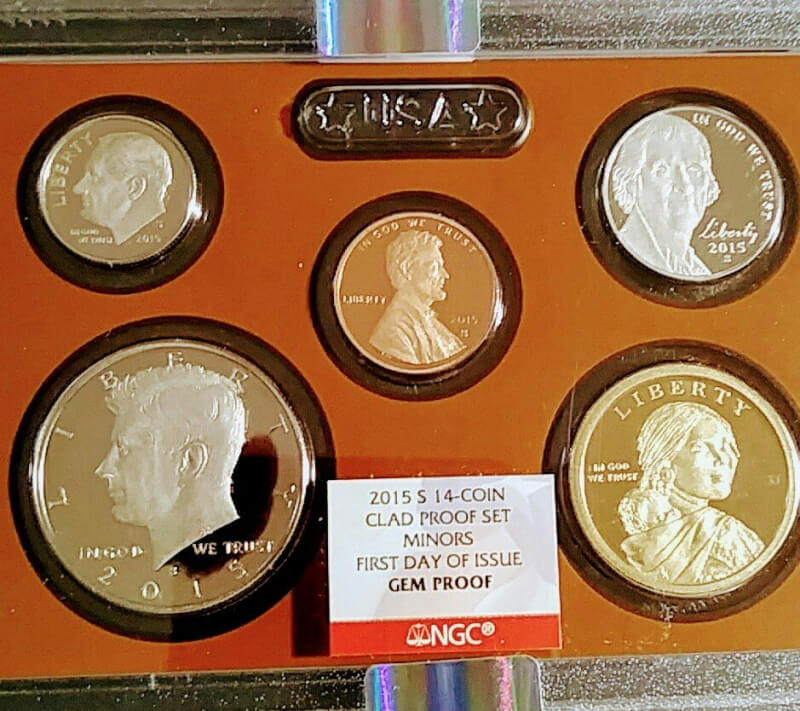 USA
LIBERTY
IN GOD
WE TRUST
S
2015
IN GOD WE TRUST
LIBERTY
2015
S
IN GOD WE TRUST
Liberty
2015
S
LIBERTY
IN GOD WE TRUST
S
2015
LIBERTY
IN GOD
WE TRUST
2015 S 14-COIN
CLAD PROOF SET
MINORS
FIRST DAY OF ISSUE
GEM PROOF
NGC®